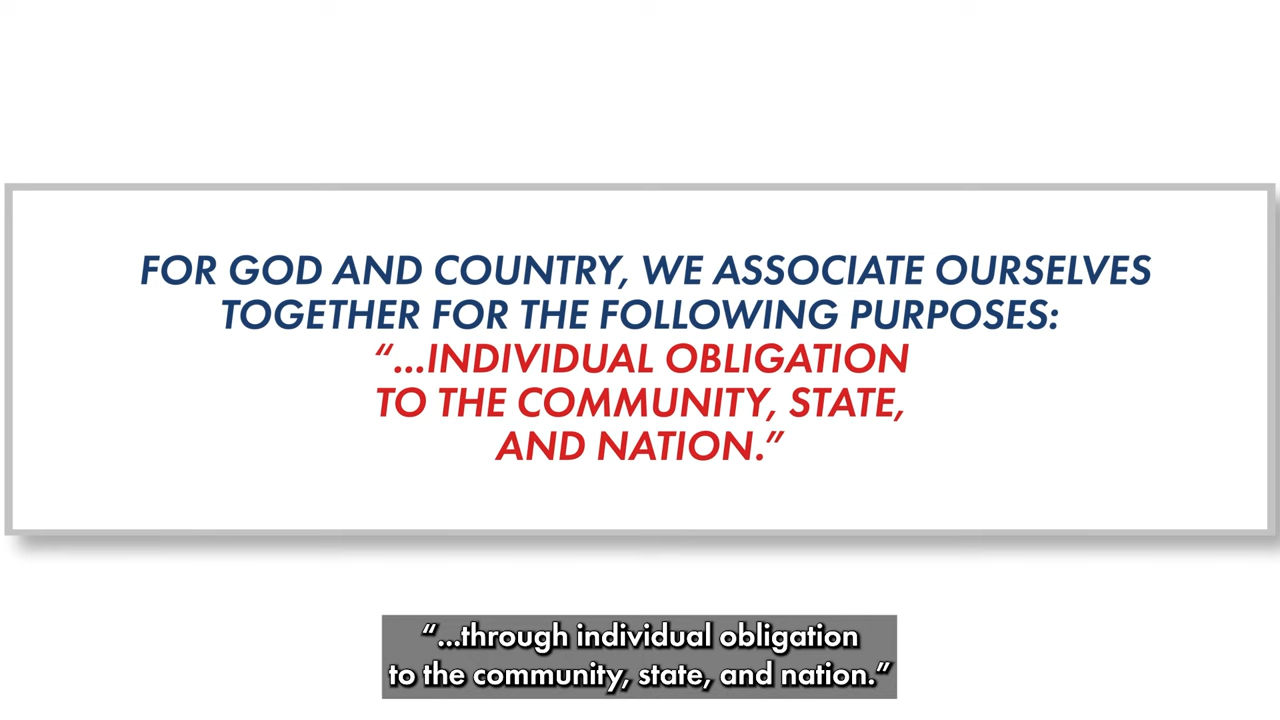 FOR GOD AND COUNTRY, WE ASSOCIATE OURSELVES
TOGETHER FOR THE FOLLOWING PURPOSES:
“...INDIVIDUAL OBLIGATION
TO THE COMMUNITY, STATE,
AND NATION.”
“...through individual obligation
to the community, state, and nation.”